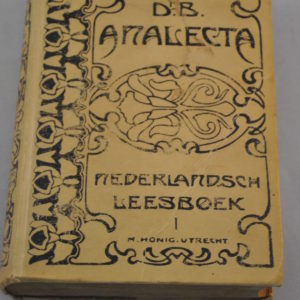 D.B.
ANALECTA
NEDERLANDSCH
LEESBOEK
I
M. HONIG. UTRECHT